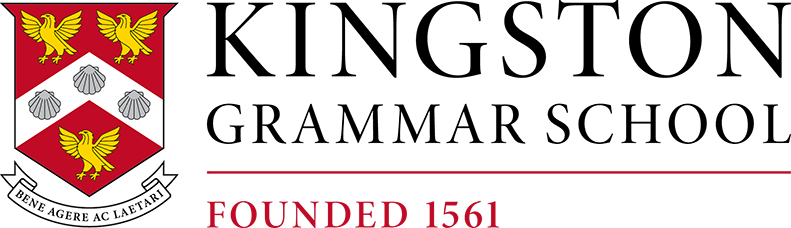 KINGSTON
GRAMMAR SCHOOL
FOUNDED 1561
BENE AGERE AC LAETARI